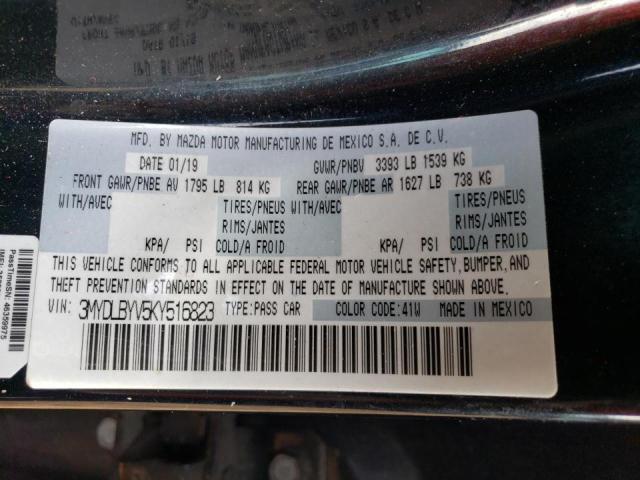 MFD. BY MAZDA MOTOR MANUFACTURING DE MEXICO S.A. DE C.V.
DATE 01/19 GVWR/PNBV 3393 LB 1539 KG
FRONT GAWR/PNBE AV 1795 LB 814 KG REAR GAWR/PNBE AR 1627 LB 738 KG
WITH/AVEC TIRES/PNEUS WITH/AVEC TIRES/PNEUS
RIMS/JANTES RIMS/JANTES
KPA/ PSI COLD/A FROID KPA/ PSI COLD/A FROID
THIS VEHICLE CONFORMS TO ALL APPLICABLE FEDERAL MOTOR VEHICLE SAFETY, BUMPER, AND
THEFT PREVENTION STANDARDS IN EFFECT ON THE DATE OF MANUFACTURE SHOWN ABOVE.
VIN: 3MYDLBYV5KY516823 TYPE:PASS CAR COLOR CODE:41W MADE IN MEXICO
PassTimeSN: 46359975